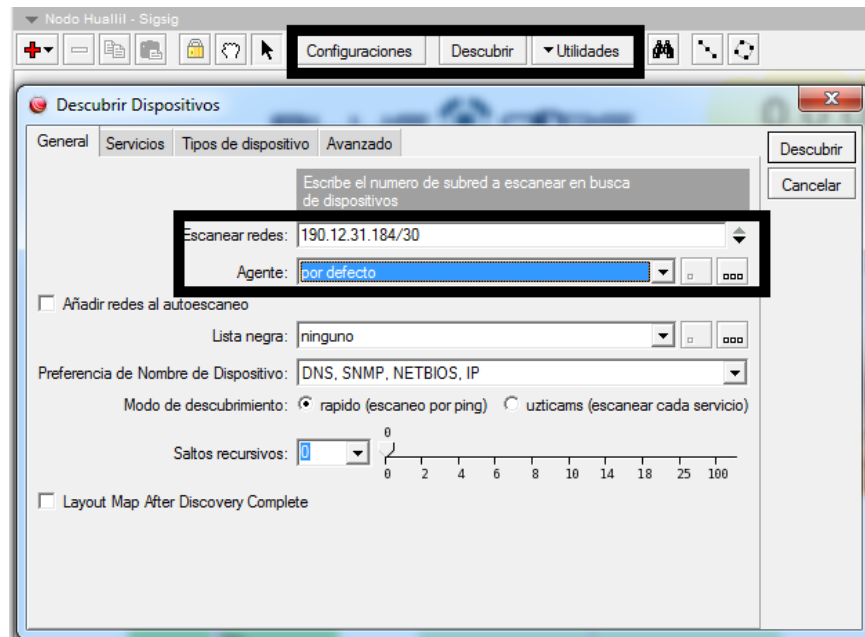 Nodo Huallil - Sigsig
Configuraciones Descubrir Utilidades
Descubrir Dispositivos
General Servicios Tipos de dispositivo Avanzado
Descubrir
Cancelar
Escribe el numero de subred a escanear en busca
de dispositivos
Escanear redes: 190.12.31.184/30
Agente: por defecto
Añadir redes al autoescaneo
Lista negra: ninguno
Preferencia de Nombre de Dispositivo: DNS, SNMP, NETBIOS, IP
Modo de descubrimiento: rapido (escaneo por ping) uzticams (escanear cada servicio)
0
Saltos recursivos: 0
0 2 4 6 8 10 14 18 25 100
Layout Map After Discovery Complete